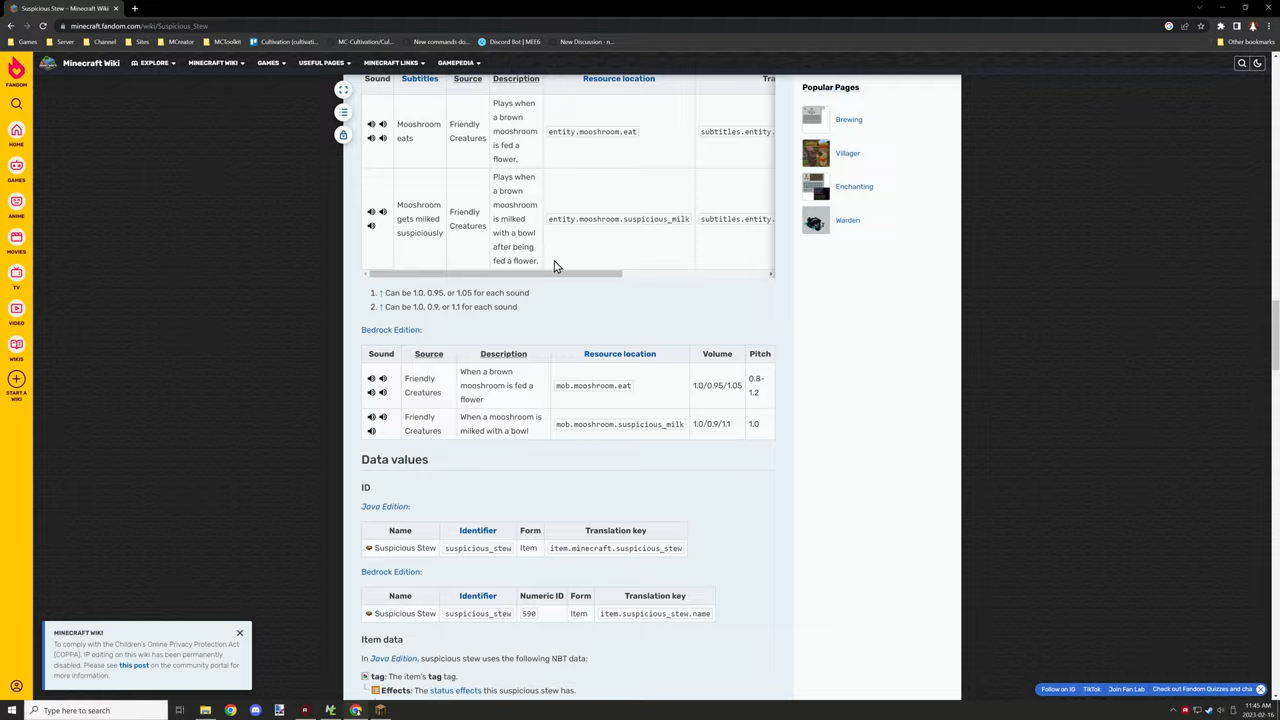 Suspicious Stew – Minecraft Wiki
minecraft.fandom.com/wiki/Suspicious_Stew
Games
Server
Channel
Sites
MCreator
MCToolkit
Cultivation (cultivati...
MC-Cultivation/Cul...
New commands do...
Discord Bot | MEE6
New Discussion · n...
Other bookmarks
FANDOM
Minecraft Wiki
EXPLORE
MINECRAFT WIKI
GAMES
USEFUL PAGES
MINECRAFT LINKS
GAMEPEDIA
HOME
GAMES
ANIME
MOVIES
TV
VIDEO
WIKIS
START A
WIKI
Sound Subtitles Source Description Resource location Tra
Mooshroom
eats
Friendly
Creatures
Plays when
a brown
mooshroom
is fed a
flower.
entity.mooshroom.eat
subtitles.entity.
Mooshroom
gets milked
suspiciously
Friendly
Creatures
Plays when
a brown
mooshroom
is milked
with a bowl
after being
fed a flower.
entity.mooshroom.suspicious_milk
subtitles.entity.
1. ↑ Can be 1.0, 0.95, or 1.05 for each sound
2. ↑ Can be 1.0, 0.9, or 1.1 for each sound
Bedrock Edition:
Sound Source Description Resource location Volume Pitch
Friendly
Creatures
When a brown
mooshroom is fed a
flower
mob.mooshroom.eat
1.0/0.95/1.05
0.8-
1.2
Friendly
Creatures
When a mooshroom is
milked with a bowl
mob.mooshroom.suspicious_milk
1.0/0.9/1.1
1.0
Data values
ID
Java Edition:
Name Identifier Form Translation key
Suspicious Stew suspicious_stew Item item.minecraft.suspicious_stew
Bedrock Edition:
Name Identifier Numeric ID Form Translation key
Suspicious Stew suspicious_stew 590 Item item.suspicious_stew.name
Item data
In Java Edition, suspicious stew uses the following NBT data:
tag: The item's tag tag.
Effects: The status effects this suspicious stew has.
Popular Pages
Brewing
Villager
Enchanting
Warden
MINECRAFT WIKI
To comply with the Children's Online Privacy Protection Act
(COPPA), IP editing on this wiki has been permanently
disabled. Please see this post on the community portal for
more information.
Follow on IG
TikTok
Join Fan Lab
Check out Fandom Quizzes and cha
Type here to search
11:45 AM
2023-02-16